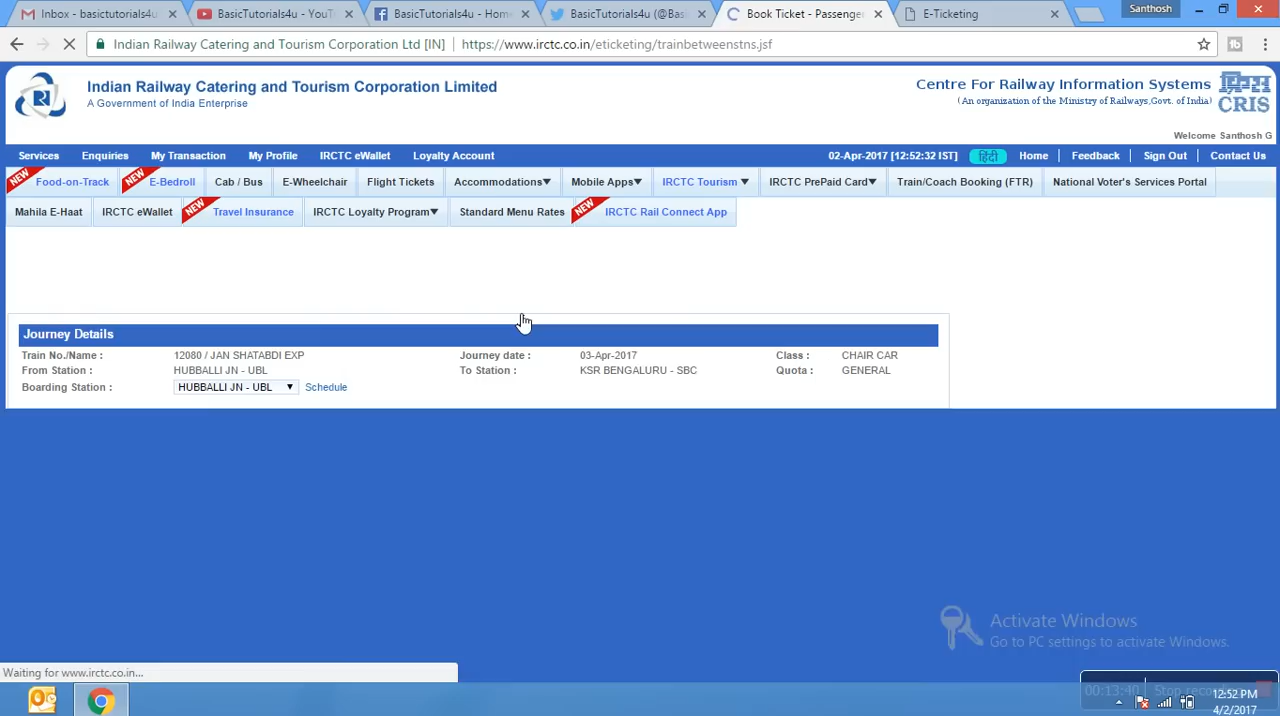 Inbox - basictutorials4u
BasicTutorials4u - YouT
BasicTutorials4u - Hom
BasicTutorials4u (@Bas
Book Ticket - Passenge
E-Ticketing
Santhosh
Indian Railway Catering and Tourism Corporation Ltd [IN]
https://www.irctc.co.in/eticketing/trainbetweenstns.jsf
Indian Railway Catering and Tourism Corporation Limited
A Government of India Enterprise
Centre For Railway Information Systems
(An organization of the Ministry of Railways,Govt. of India)
CRIS
Welcome Santhosh G
Services Enquires My Transaction My Profile IRCTC eWallet Loyalty Account 02-Apr-2017 [12:52:32 IST] हिंदी Home Feedback Sign Out Contact Us
NEW Food-on-Track NEW E-Bedroll Cab / Bus E-Wheelchair Flight Tickets Accommodations▼ Mobile Apps▼ IRCTC Tourism ▼ IRCTC PrePaid Card▼ Train/Coach Booking (FTR) National Voter's Services Portal
Mahila E-Haat IRCTC eWallet NEW Travel Insurance IRCTC Loyalty Program▼ Standard Menu Rates NEW IRCTC Rail Connect App
Journey Details
Train No./Name : 12080 / JAN SHATABDI EXP Journey date : 03-Apr-2017 Class : CHAIR CAR
From Station : HUBBALLI JN - UBL To Station : KSR BENGALURU - SBC Quota : GENERAL
Boarding Station : HUBBALLI JN - UBL ▼ Schedule
Activate Windows
Go to PC settings to activate Windows.
Waiting for www.irctc.co.in...
00:13:40 Stop recor
12:52 PM
4/2/2017